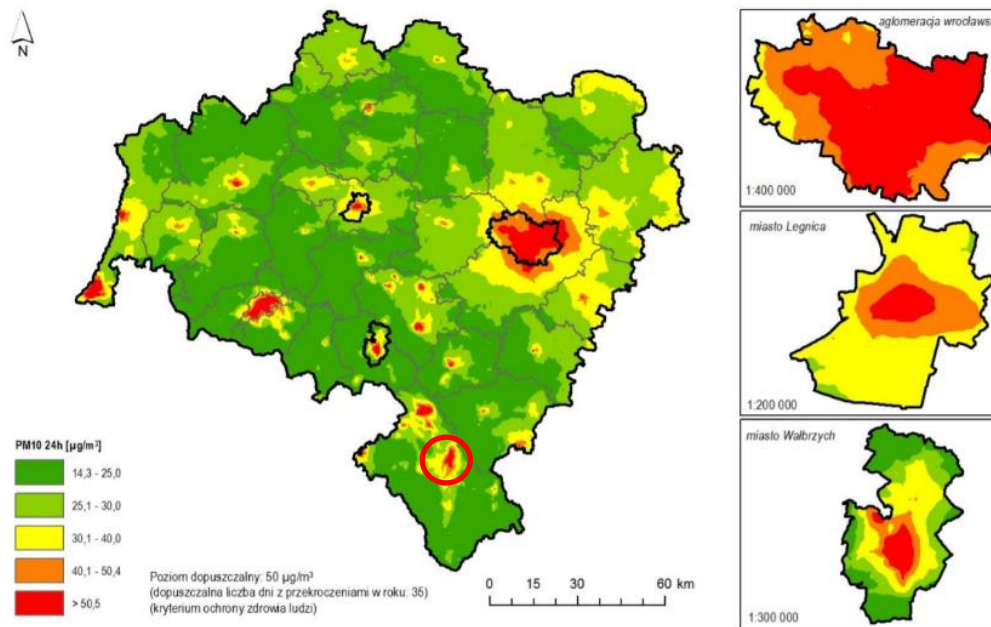 N
PM10 24h [µg/m³]
14,3 - 25,0
25,1 - 30,0
30,1 - 40,0
40,1 - 50,4
> 50,5
Poziom dopuszczalny: 50 µg/m³
(dopuszczalna liczba dni z przekroczeniami w roku: 35)
(kryterium ochrony zdrowia ludzi)
0 15 30 60 km
aglomeracja wrocławs
1:400 000
miasto Legnica
1:200 000
miasto Wałbrzych
1:300 000